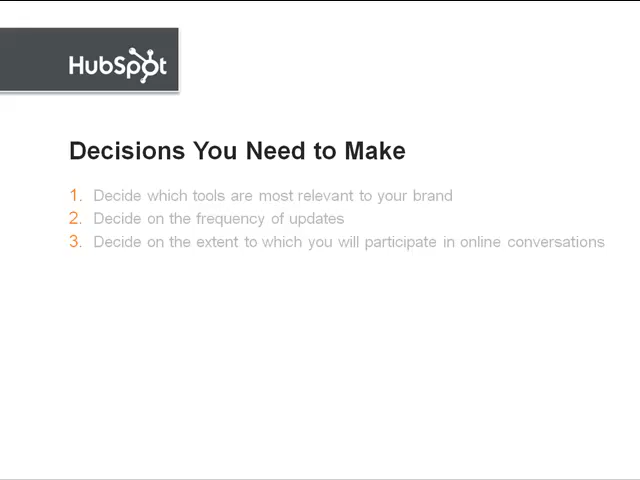 HubSpot
Decisions You Need to Make
1. Decide which tools are most relevant to your brand
2. Decide on the frequency of updates
3. Decide on the extent to which you will participate in online conversations